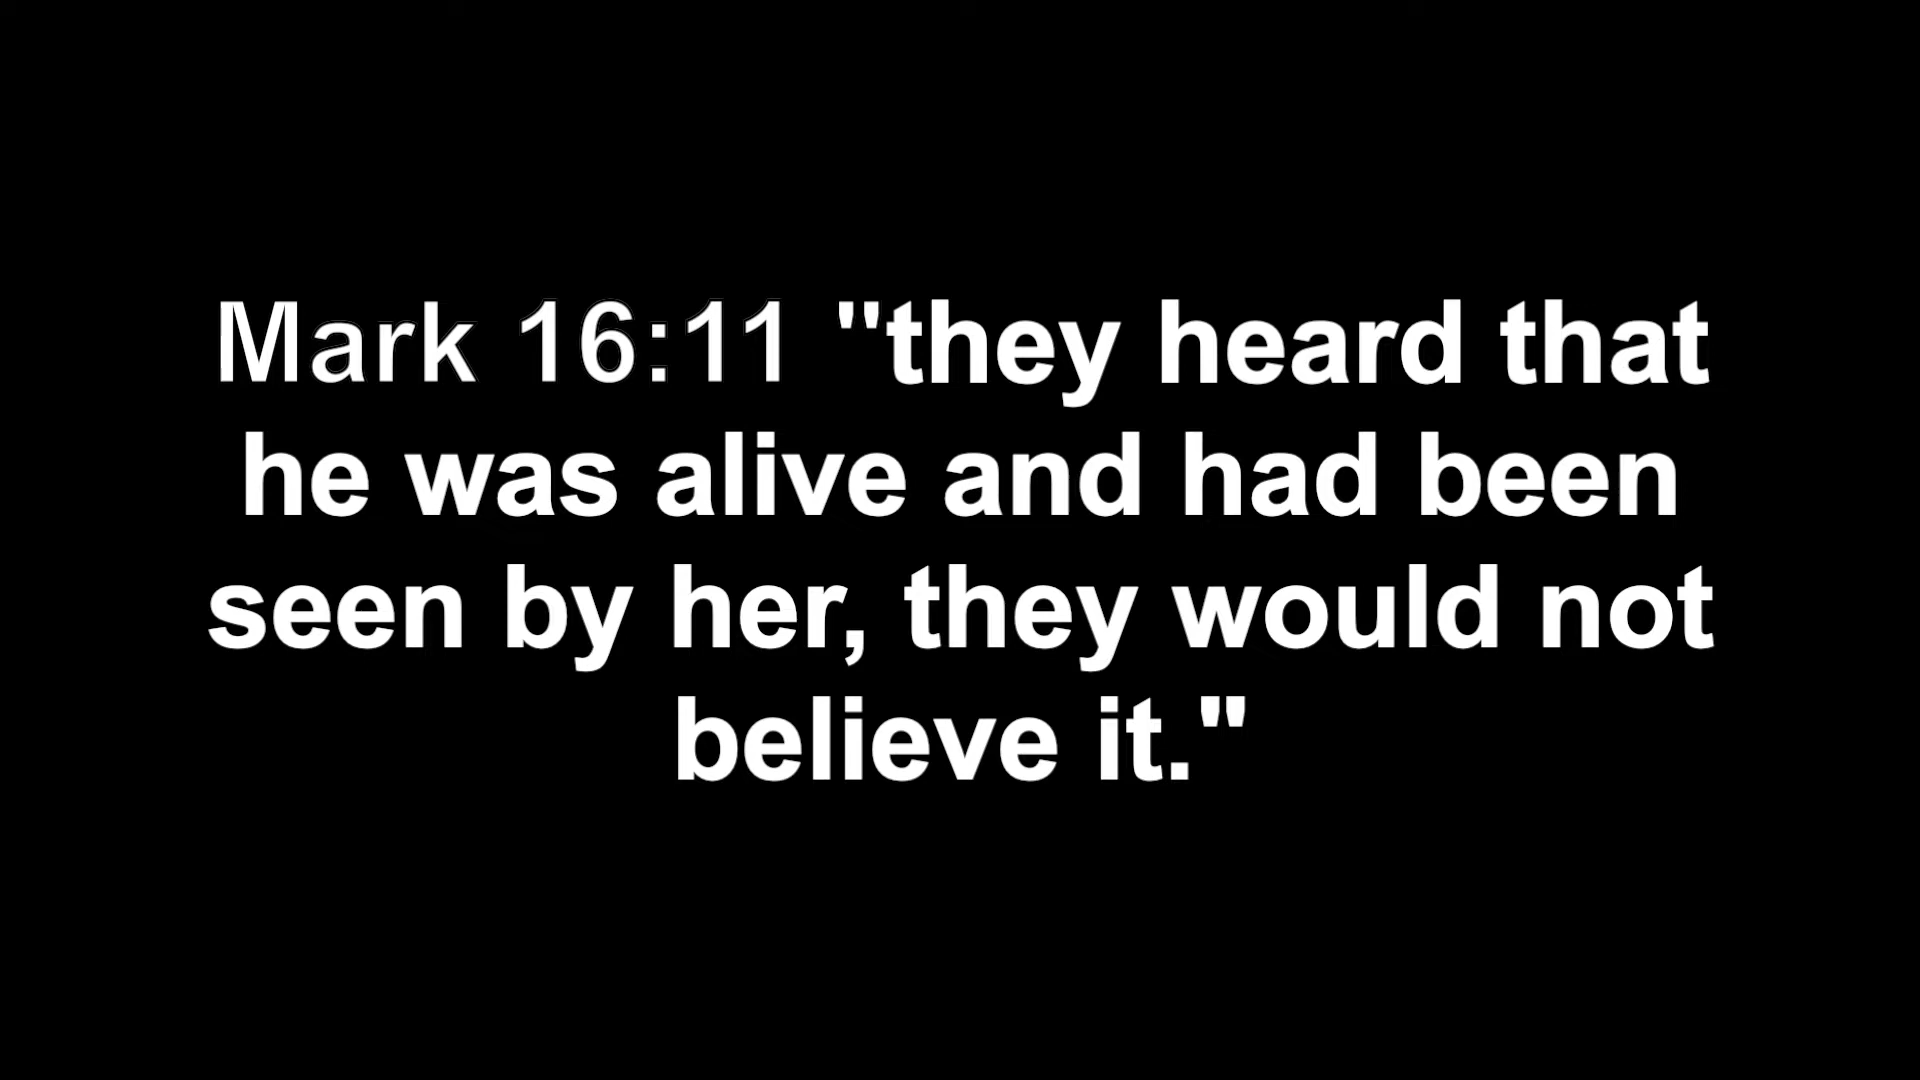 Mark 16:11 "they heard that
he was alive and had been
seen by her, they would not
believe it."